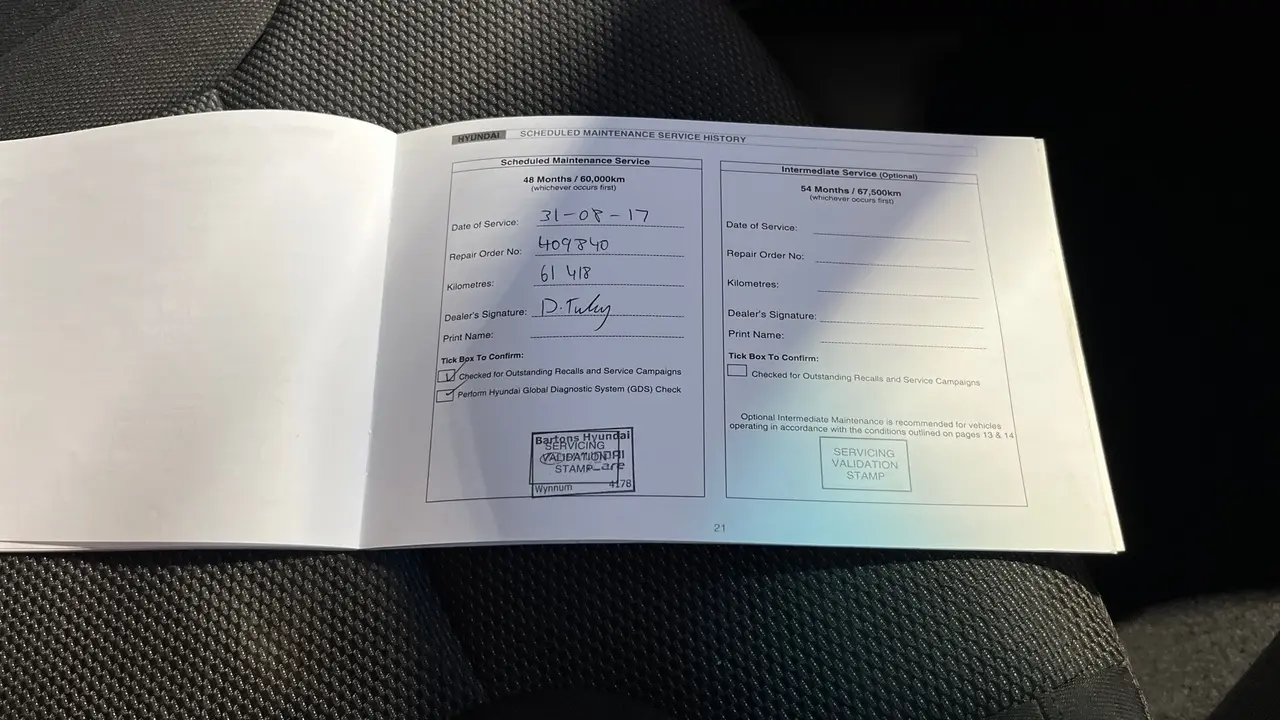 HYUNDAI SCHEDULED MAINTENANCE SERVICE HISTORY
Scheduled Maintenance Service
48 Months / 60,000km
(whichever occurs first)
Date of Service: 31-08-17
Repair Order No: 409840
Kilometres: 61 418
Dealer's Signature: D.
Print Name:
Tick Box To Confirm:
Checked for Outstanding Recalls and Service Campaigns
Perform Hyundai Global Diagnostic System (GDS) Check
Bartons Hyundai
SERVICING
VALIDATION
STAMP
Wynnum 4178
Intermediate Service (Optional)
54 Months / 67,500km
(whichever occurs first)
Date of Service:
Repair Order No:
Kilometres:
Dealer's Signature:
Print Name:
Tick Box To Confirm:
Checked for Outstanding Recalls and Service Campaigns
Optional Intermediate Maintenance is recommended for vehicles
operating in accordance with the conditions outlined on pages 13 & 14
SERVICING
VALIDATION
STAMP
21